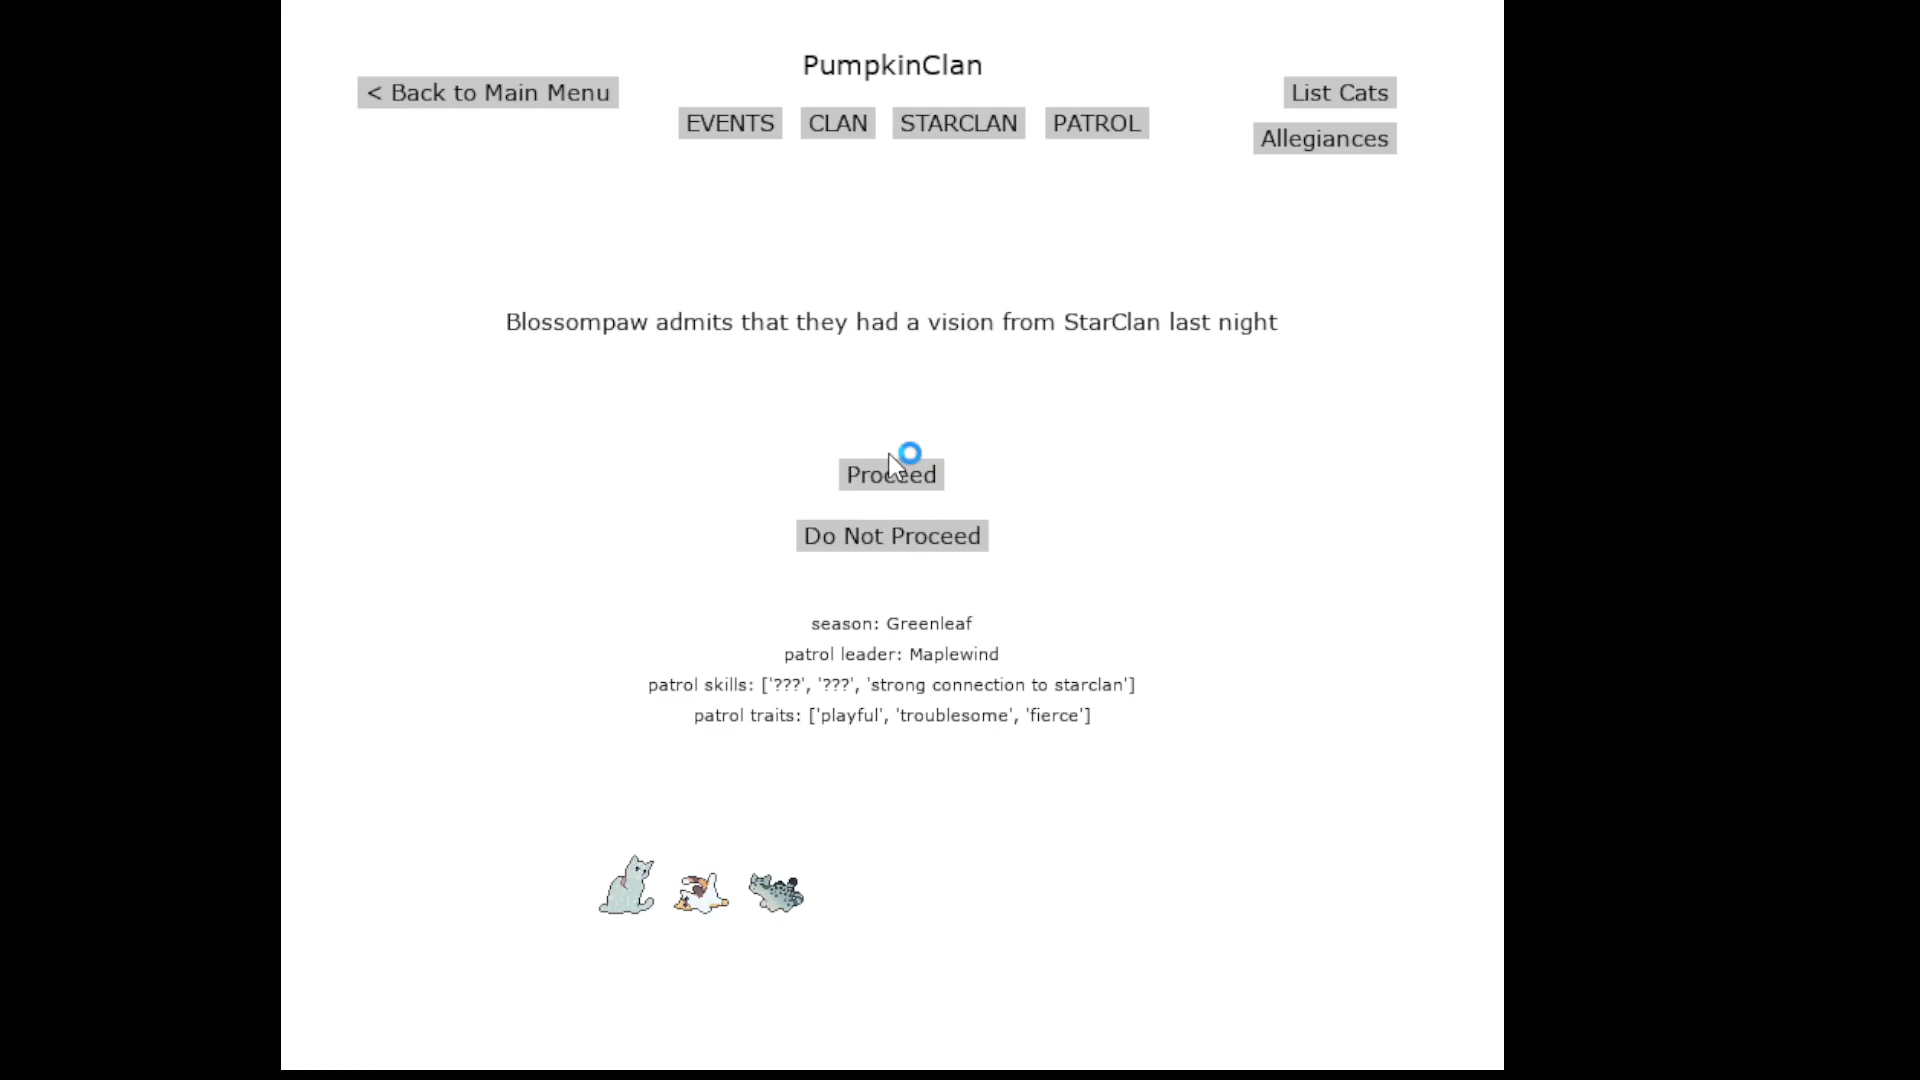 PumpkinClan
< Back to Main Menu
List Cats
EVENTS CLAN STARCLAN PATROL
Allegiances
Blossompaw admits that they had a vision from StarClan last night
Proceed
Do Not Proceed
season: Greenleaf
patrol leader: Maplewind
patrol skills: ['???', '???', 'strong connection to starclan']
patrol traits: ['playful', 'troublesome', 'fierce']